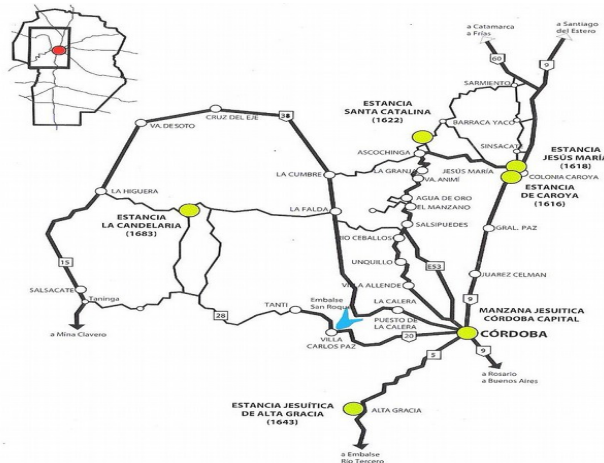 a Catamarca
a Frías
a Santiago
del Estero
60
9
SARMIENTO
ESTANCIA
SANTA CATALINA
(1622)
BARRACA YACO
CRUZ DEL EJE
38
VA. DESOTO
SINSACAT
ESTANCIA
JESÚS MARÍA
(1618)
ASCOCHINGA
LA GRANJA
JESÚS MARÍA
COLONIA CAROYA
LA CUMBRE
VA. ANIMI
ESTANCIA
DE CAROYA
(1616)
LA HIGUERA
AGUA DE ORO
EL MANZANO
ESTANCIA
LA CANDELARIA
(1683)
LA FALDA
SALSIPUEDES
GRAL. PAZ
RIO CEBALLOS
15
UNQUILLO
E53
JUAREZ CELMAN
SALSACATE
Taninga
VILLA ALLENDE
Embalse
San Roque
LA CALERA
9
TANTI
28
MANZANA JESUITICA
CÓRDOBA CAPITAL
PUESTO DE
LA CALERA
a Mina Clavero
VILLA
CARLOS PAZ
20
CÓRDOBA
5
9
a Rosario
a Buenos Aires
ESTANCIA JESUÍTICA
DE ALTA GRACIA
(1643)
ALTA GRACIA
a Embalse
Río Tercero